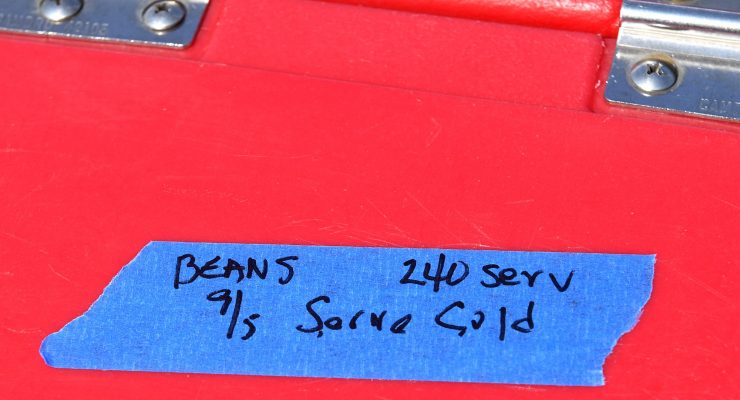 BEANS 240 serv
9/5 Serve Cold